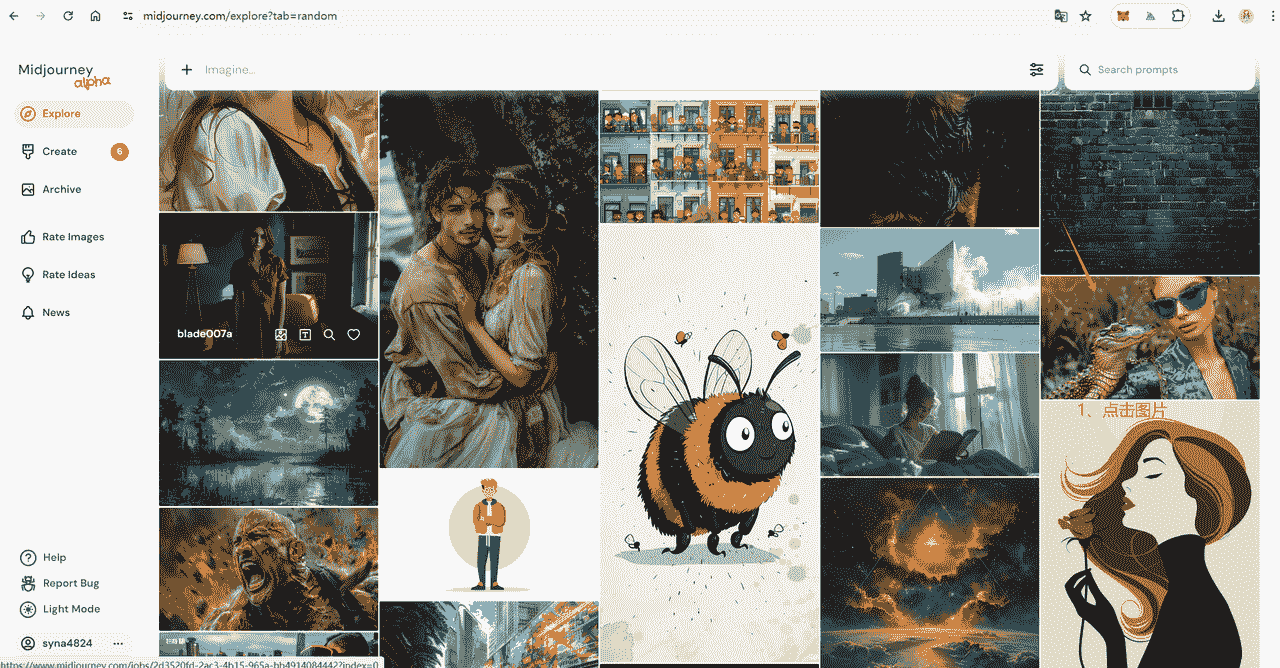 midjourney.com/explore?tab=random
Midjourney
alpha
Imagine...
Search prompts
Explore
Create
6
Archive
Rate Images
Rate Ideas
News
blade007a
1、点击图片
Help
Report Bug
Light Mode
syna4824